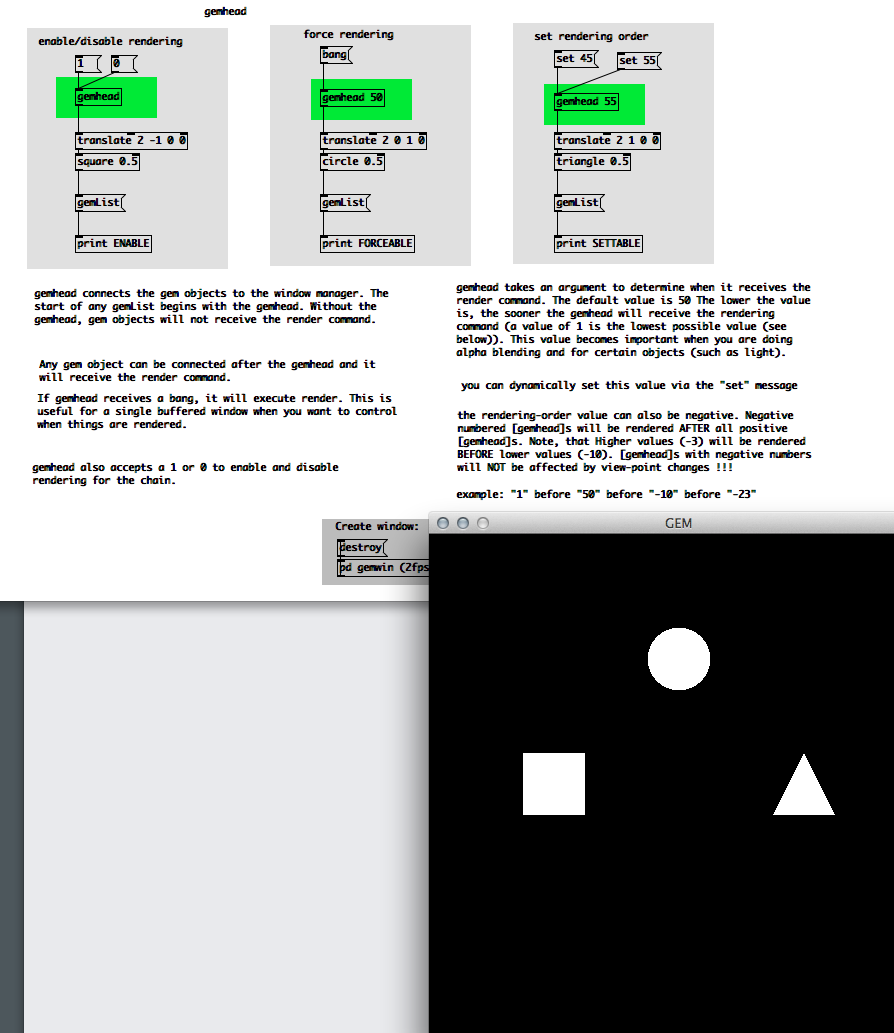 gemhead
enable/disable rendering
1 0
gemhead
translate 2 -1 0 0
square 0.5
gemList
print ENABLE
force rendering
bang
gemhead 50
translate 2 0 1 0
circle 0.5
gemList
print FORCEABLE
set rendering order
set 45 set 55
gemhead 55
translate 2 1 0 0
triangle 0.5
gemList
print SETTABLE
gemhead connects the gem objects to the window manager. The
start of any gemList begins with the gemhead. Without the
gemhead, gem objects will not receive the render command.
Any gem object can be connected after the gemhead and it
will receive the render command.
If gemhead receives a bang, it will execute render. This is
useful for a single buffered window when you want to control
when things are rendered.
gemhead also accepts a 1 or 0 to enable and disable
rendering for the chain.
gemhead takes an argument to determine when it receives the
render command. The default value is 50 The lower the value
is, the sooner the gemhead will receive the rendering
command (a value of 1 is the lowest possible value (see
below)). This value becomes important when you are doing
alpha blending and for certain objects (such as light).
you can dynamically set this value via the "set" message
the rendering-order value can also be negative. Negative
numbered [gemhead]s will be rendered AFTER all positive
[gemhead]s. Note, that Higher values (-3) will be rendered
BEFORE lower values (-10). [gemhead]s with negative numbers
will NOT be affected by view-point changes !!!
example: "1" before "50" before "-10" before "-23"
Create window:
destroy
pd gemwin (2fps
GEM